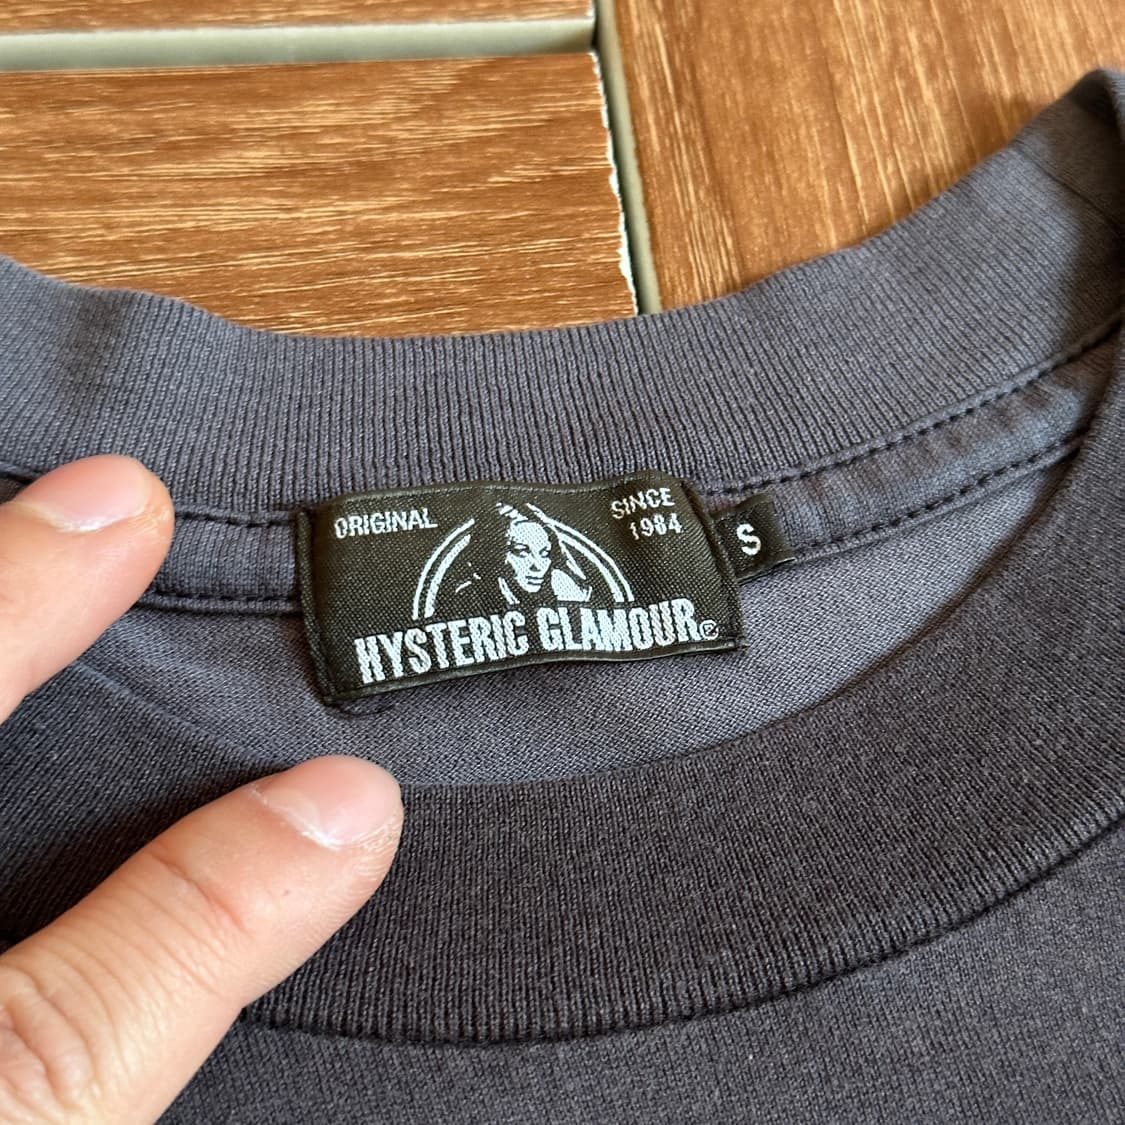 ORIGINAL
SINCE
1984
HYSTERIC GLAMOUR®
S